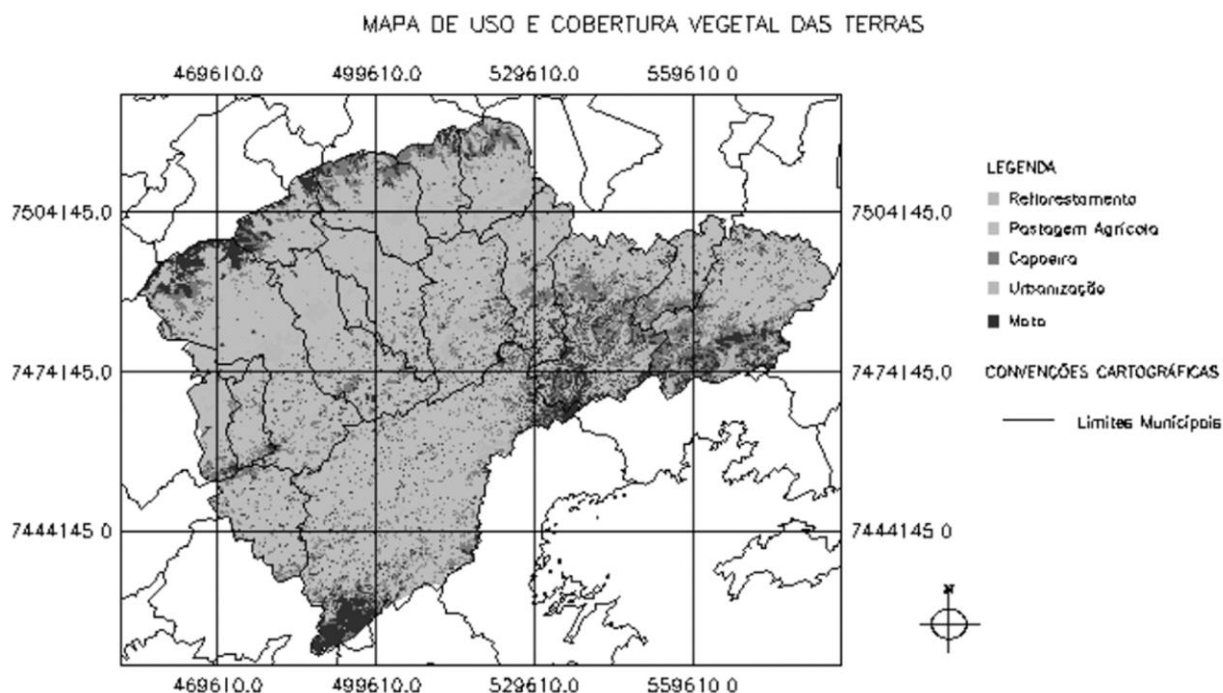 MAPA DE USO E COBERTURA VEGETAL DAS TERRAS
469610.0 499610.0 529610.0 559610 0
LEGENDA
Reflorestamento
7504145.0 7504145.0
Pastagem Agrícola
Capoeira
Urbanização
Mata
7474145.0 7474145.0
CONVENÇÕES CARTOGRÁFICAS
Limites Municipais
7444145 0 7444145 0
N
469610.0 499610.0 529610.0 559610 0